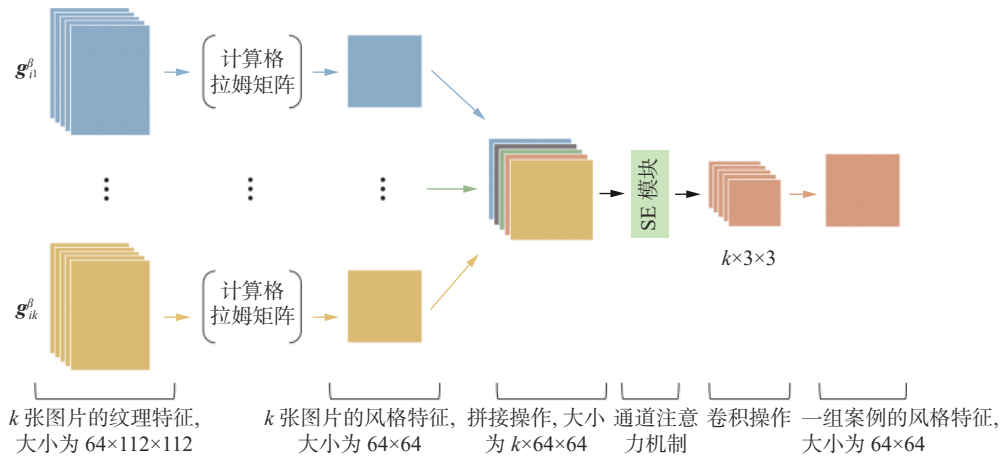 g^β_{i1}
计算格
拉姆矩阵
SE 模块
k×3×3
g^β_{ik}
计算格
拉姆矩阵
k 张图片的纹理特征,
大小为 64×112×112
k 张图片的风格特征,
大小为 64×64
拼接操作, 大小
为 k×64×64
通道注意
力机制
卷积操作
一组案例的风格特征,
大小为 64×64